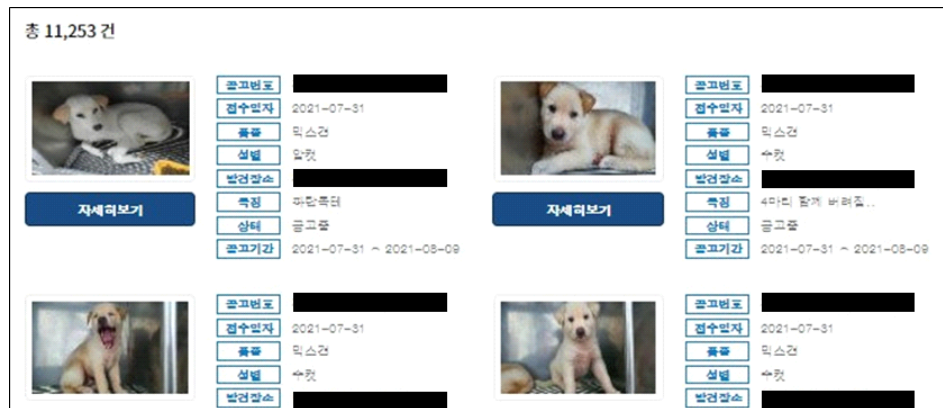 총 11,253 건
공고번호
접수일자 2021-07-31
품종 믹스견
성별 암컷
발견장소
특징 파란목텐
상태 공고중
공고기간 2021-07-31 ~ 2021-08-09
자세히보기
공고번호
접수일자 2021-07-31
품종 믹스견
성별 수컷
발견장소
특징 4마리 함께 버려짐..
상태 공고중
공고기간 2021-07-31 ~ 2021-08-09
자세히보기
공고번호
접수일자 2021-07-31
품종 믹스견
성별 수컷
발견장소
공고번호
접수일자 2021-07-31
품종 믹스견
성별 수컷
발견장소